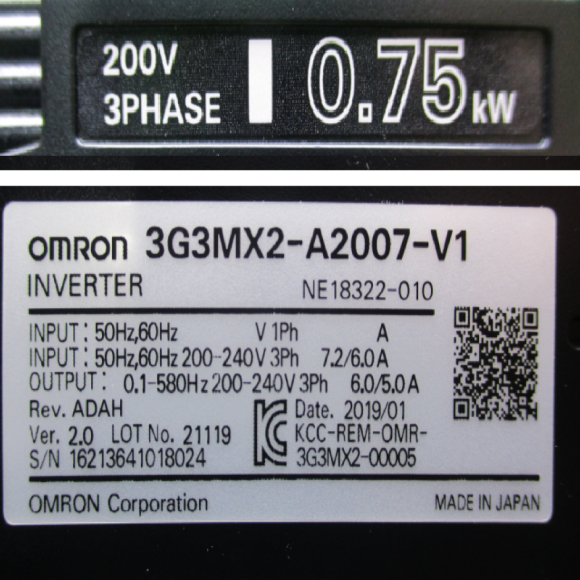 200V
3PHASE
0.75 kW
OMRON 3G3MX2-A2007-V1
INVERTER NE18322-010
INPUT: 50Hz,60Hz V 1Ph A
INPUT: 50Hz,60Hz 200-240V 3Ph 7.2/6.0A
OUTPUT: 0.1-580Hz 200-240V 3Ph 6.0/5.0A
Rev. ADAH Date. 2019/01
Ver. 2.0 LOT No. 21119 KCC-REM-OMR-
S/N 16213641018024 3G3MX2-00005
OMRON Corporation MADE IN JAPAN